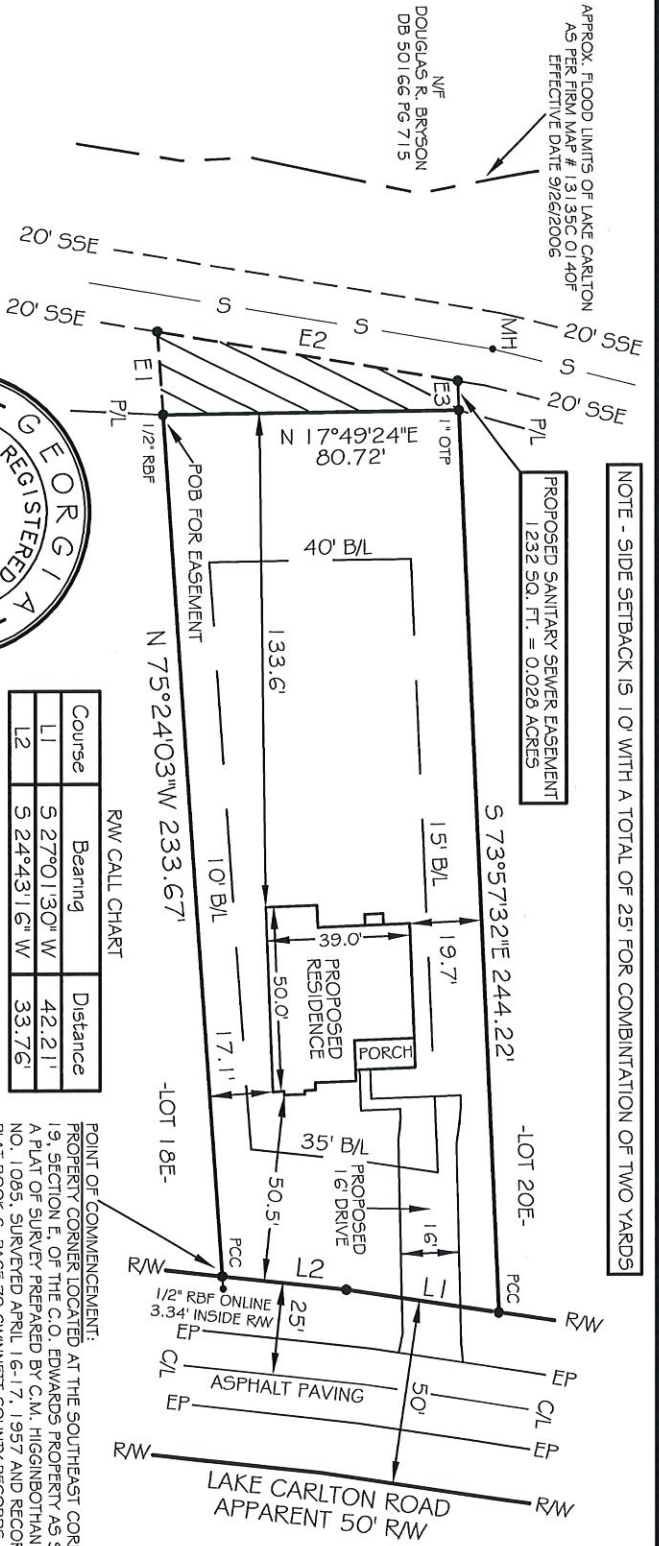 NOTE - SIDE SETBACK IS 10' WITH A TOTAL OF 25' FOR COMBINTATION OF TWO YARDS
APPROX. FLOOD LIMITS OF LAKE CARLTON
AS PER FIRM MAP # 13135C 0140F
EFFECTIVE DATE 9/26/2006
N/F
DOUGLAS R. BRYSON
DB 50166 PG 715
20' SSE
20' SSE
20' SSE
20' SSE
S
S
S
MH
P/L
P/L
E1
E2
E3
1" OTP
1/2" RBF
POB FOR EASEMENT
PROPOSED SANITARY SEWER EASEMENT
1232 SQ. FT. = 0.028 ACRES
N 17°49'24"E
80.72'
S 73°57'32"E 244.22'
-LOT 20E-
40' B/L
133.6'
15' B/L
19.7'
39.0'
50.0'
PROPOSED
RESIDENCE
PORCH
10' B/L
17.1'
35' B/L
PROPOSED
16' DRIVE
16'
50.5'
N 75°24'03"W 233.67'
-LOT 18E-
PCC
PCC
L2
L1
R/W
R/W
1/2" RBF ONLINE
3.34' INSIDE R/W
25'
50'
EP
EP
C/L
C/L
ASPHALT PAVING
EP
EP
R/W
R/W
LAKE CARLTON ROAD
APPARENT 50' R/W
GEORGIA
REGISTERED
R/W CALL CHART
Course Bearing Distance
L1 S 27°01'30" W 42.21'
L2 S 24°43'16" W 33.76'
POINT OF COMMENCEMENT:
PROPERTY CORNER LOCATED AT THE SOUTHEAST COR
19, SECTION E, OF THE C.O. EDWARDS PROPERTY AS S
A PLAT OF SURVEY PREPARED BY C.M. HIGGINBOTHAN
NO. 1085, SURVEYED APRIL 16-17, 1957 AND RECOR